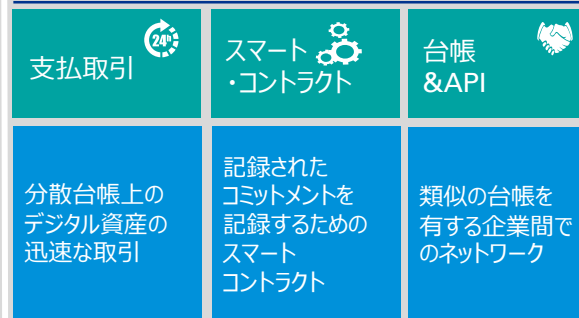 支払取引
24h
スマート
・コントラクト
台帳
&API
分散台帳上の
デジタル資産の
迅速な取引
記録された
コミットメントを
記録するための
スマート
コントラクト
類似の台帳を
有する企業間で
のネットワーク